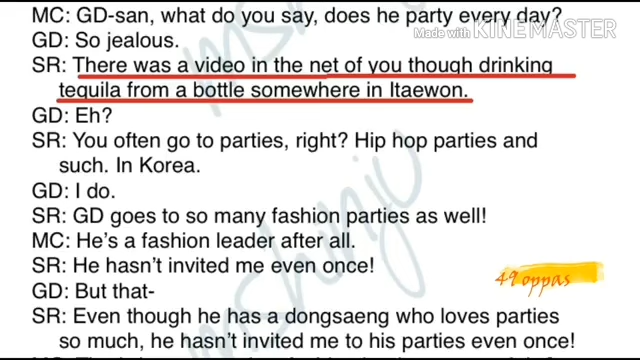 MC: GD-san, what do you say, does he party every day?
Made with KINEMASTER
GD: So jealous.
SR: There was a video in the net of you though drinking
tequila from a bottle somewhere in Itaewon.
GD: Eh?
SR: You often go to parties, right? Hip hop parties and
such. In Korea.
GD: I do.
SR: GD goes to so many fashion parties as well!
MC: He's a fashion leader after all.
SR: He hasn't invited me even once!
49 oppas
GD: But that-
SR: Even though he has a dongsaeng who loves parties
so much, he hasn't invited me to his parties even once!
mshinju
mshinju